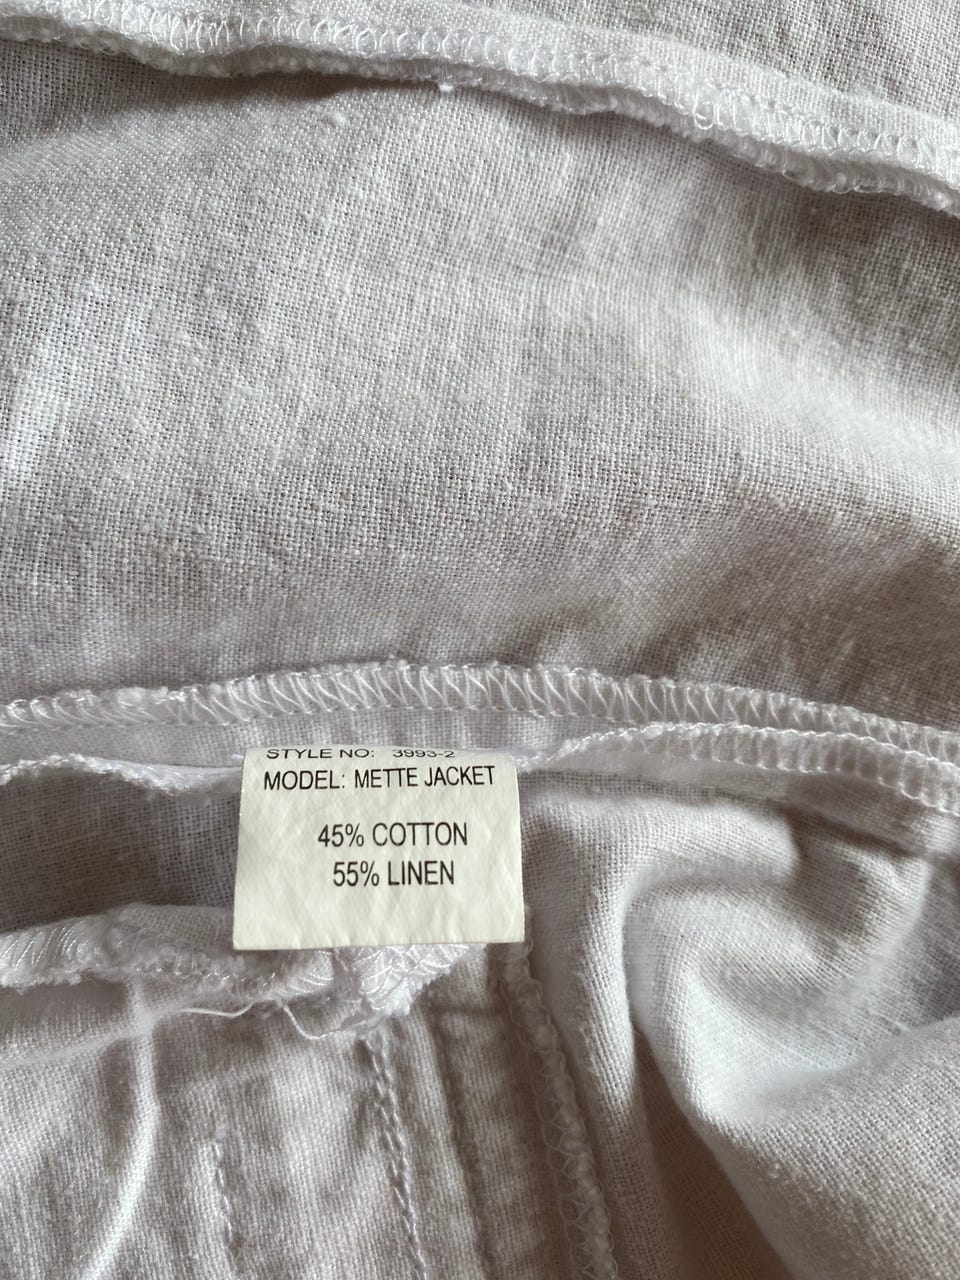 STYLE NO: 3993-2
MODEL: METTE JACKET
45% COTTON
55% LINEN